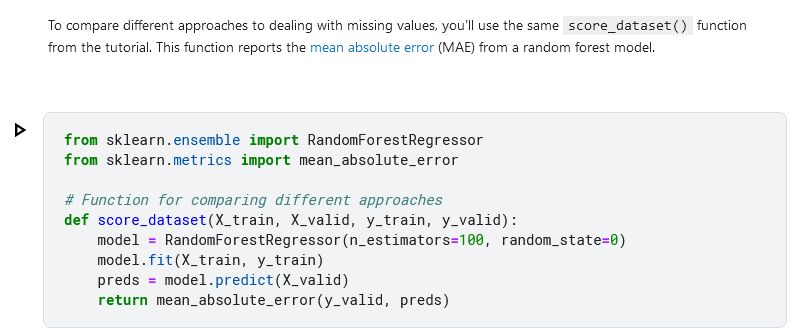 To compare different approaches to dealing with missing values, you'll use the same score_dataset() function
from the tutorial. This function reports the mean absolute error (MAE) from a random forest model.
from sklearn.ensemble import RandomForestRegressor
from sklearn.metrics import mean_absolute_error
# Function for comparing different approaches
def score_dataset(X_train, X_valid, y_train, y_valid):
    model = RandomForestRegressor(n_estimators=100, random_state=0)
    model.fit(X_train, y_train)
    preds = model.predict(X_valid)
    return mean_absolute_error(y_valid, preds)